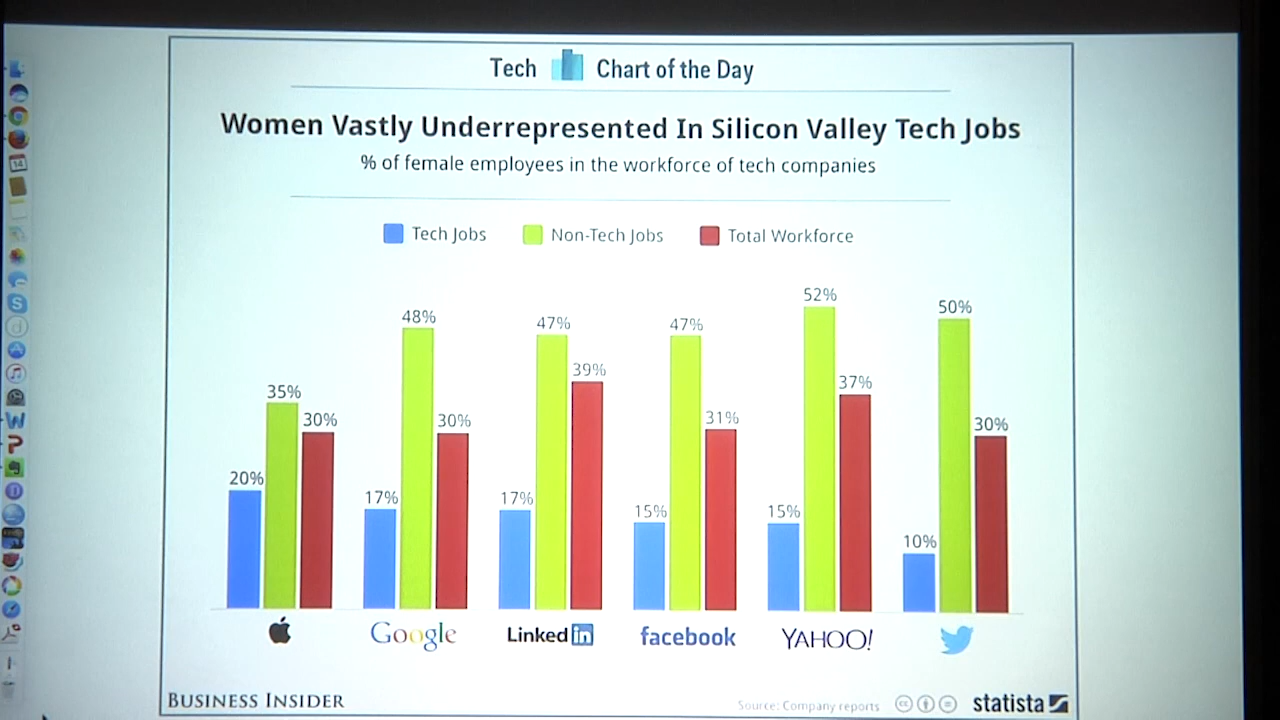 Tech Chart of the Day
Women Vastly Underrepresented In Silicon Valley Tech Jobs
% of female employees in the workforce of tech companies
Tech Jobs Non-Tech Jobs Total Workforce
20% 35% 30%
17% 48% 30%
17% 47% 39%
15% 47% 31%
15% 52% 37%
10% 50% 30%
Google LinkedIn facebook YAHOO!
BUSINESS INSIDER
Source: Company reports
statista